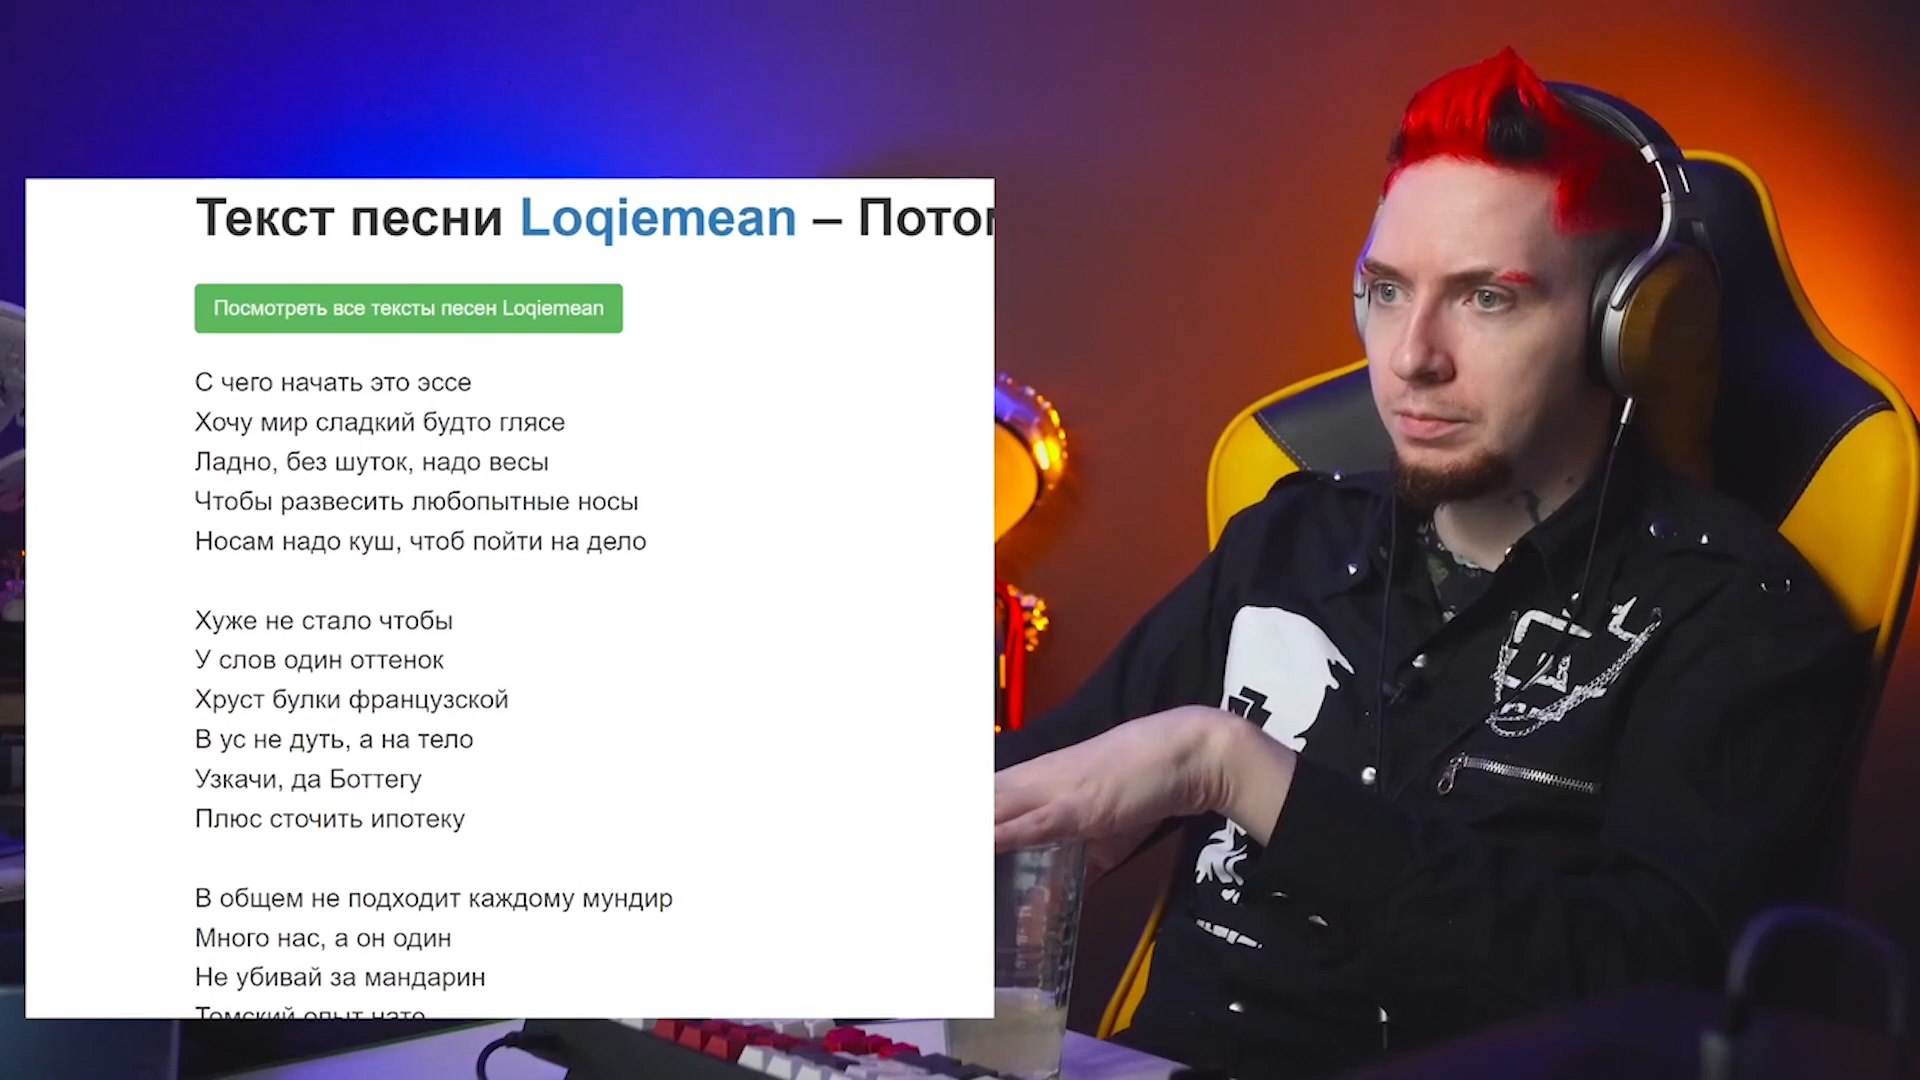 Текст песни Loqiemean – Пото
Посмотреть все тексты песен Loqiemean
С чего начать это эссе
Хочу мир сладкий будто глясе
Ладно, без шуток, надо весы
Чтобы развесить любопытные носы
Носам надо куш, чтоб пойти на дело
Хуже не стало чтобы
У слов один оттенок
Хруст булки французской
В ус не дуть, а на тело
Узкачи, да Боттегу
Плюс сточить ипотеку
В общем не подходит каждому мундир
Много нас, а он один
Не убивай за мандарин
Томский опыт чато